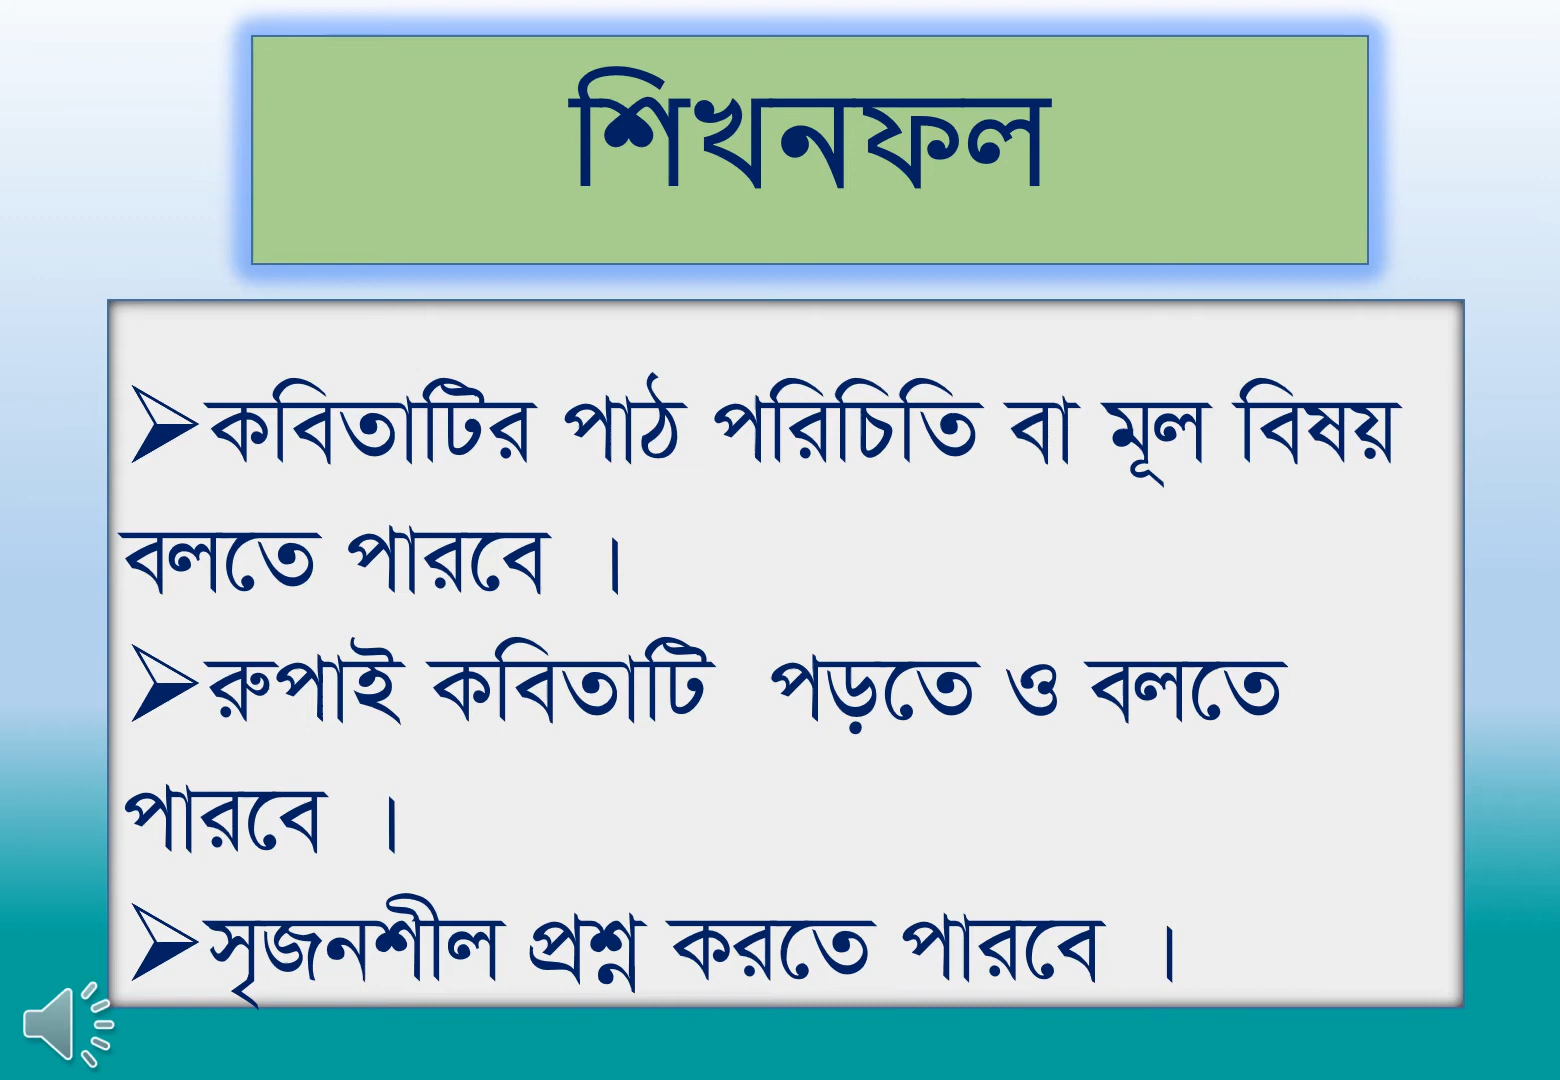 শিখনফল
➢কবিতাটির পাঠ পরিচিতি বা মূল বিষয়
বলতে পারবে ।
➢রুপাই কবিতাটি পড়তে ও বলতে
পারবে ।
➢সৃজনশীল প্রশ্ন করতে পারবে ।